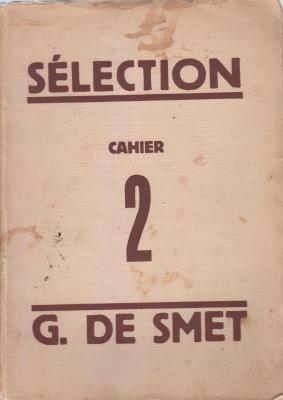 SÉLECTION
CAHIER
2
G. DE SMET